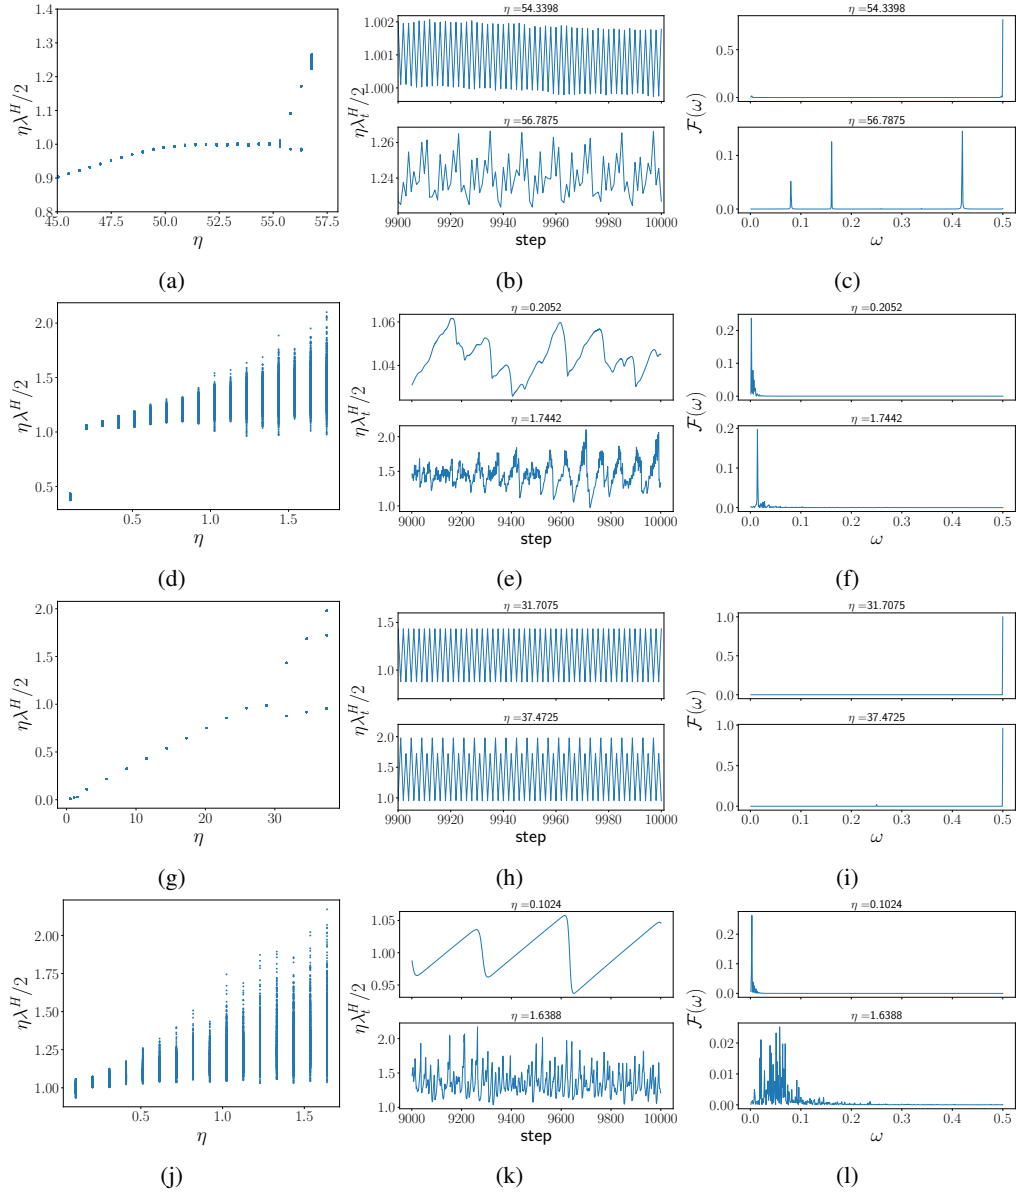 1.4
1.3
1.2
1.1
1.0
0.9
0.8
45.0 47.5 50.0 52.5 55.0 57.5
ηλ^H/2
η
(a)
η =54.3398
1.002
1.001
1.000
η =56.7875
1.26
1.24
9900 9920 9940 9960 9980 10000
ηλ_t^H/2
step
(b)
η =54.3398
0.5
0.0
η =56.7875
0.1
0.0
0.0 0.1 0.2 0.3 0.4 0.5
F(ω)
ω
(c)
2.0
1.5
1.0
0.5
0.5 1.0 1.5
ηλ^H/2
η
(d)
η =0.2052
1.06
1.04
η =1.7442
2.0
1.5
1.0
9000 9200 9400 9600 9800 10000
ηλ_t^H/2
step
(e)
η =0.2052
0.2
0.1
0.0
η =1.7442
0.2
0.1
0.0
0.0 0.1 0.2 0.3 0.4 0.5
F(ω)
ω
(f)
2.0
1.5
1.0
0.5
0.0
0 10 20 30
ηλ^H/2
η
(g)
η =31.7075
1.5
1.0
η =37.4725
2.0
1.5
1.0
9900 9920 9940 9960 9980 10000
ηλ_t^H/2
step
(h)
η =31.7075
1.0
0.5
0.0
η =37.4725
1.0
0.5
0.0
0.0 0.1 0.2 0.3 0.4 0.5
F(ω)
ω
(i)
2.00
1.75
1.50
1.25
1.00
0.5 1.0 1.5
ηλ^H/2
η
(j)
η =0.1024
1.05
1.00
0.95
η =1.6388
2.0
1.5
1.0
9000 9200 9400 9600 9800 10000
ηλ_t^H/2
step
(k)
η =0.1024
0.2
0.1
0.0
η =1.6388
0.02
0.01
0.00
0.0 0.1 0.2 0.3 0.4 0.5
F(ω)
ω
(l)